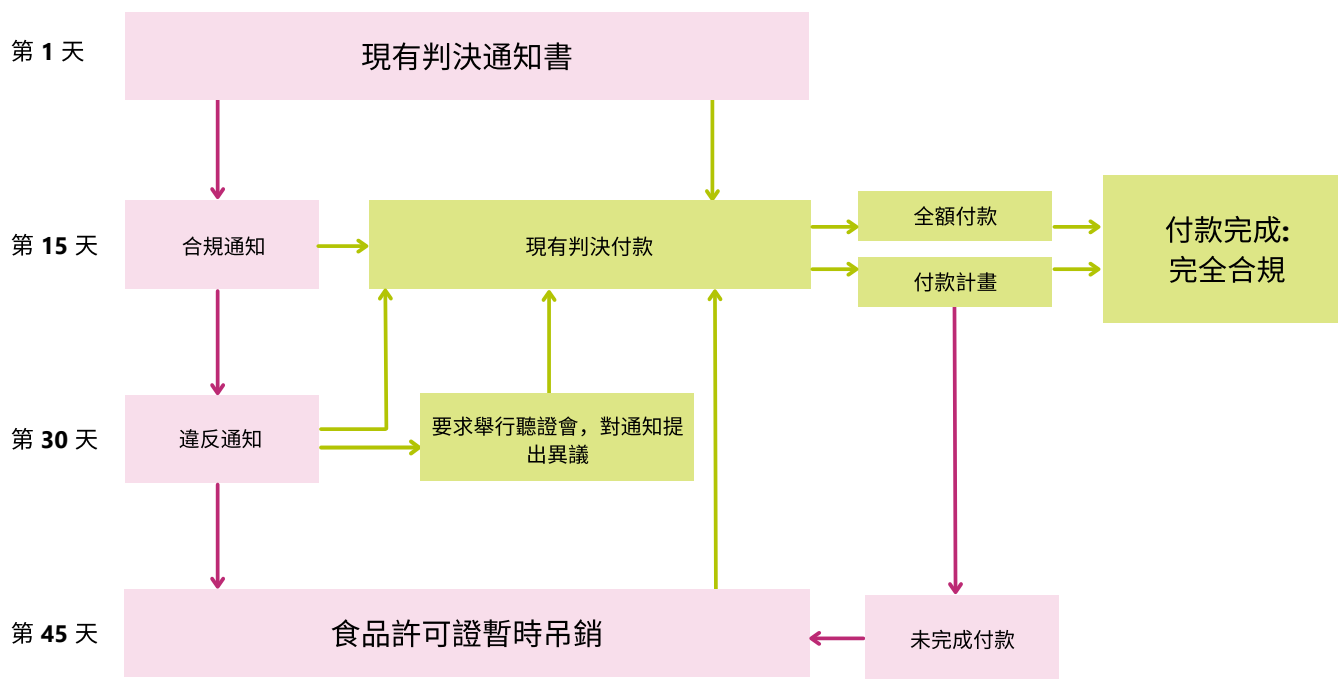 第 1 天
現有判決通知書
第 15 天
合規通知
現有判決付款
全額付款
付款計畫
付款完成:
完全合規
第 30 天
違反通知
要求舉行聽證會，對通知提
出異議
第 45 天
食品許可證暫時吊銷
未完成付款